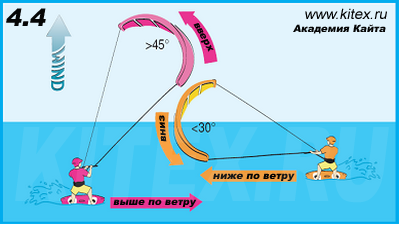 4.4
www.kitex.ru
Академия Кайта
WIND
>45°
вверх
вниз
<30°
ниже по ветру
выше по ветру
KITEX.RU